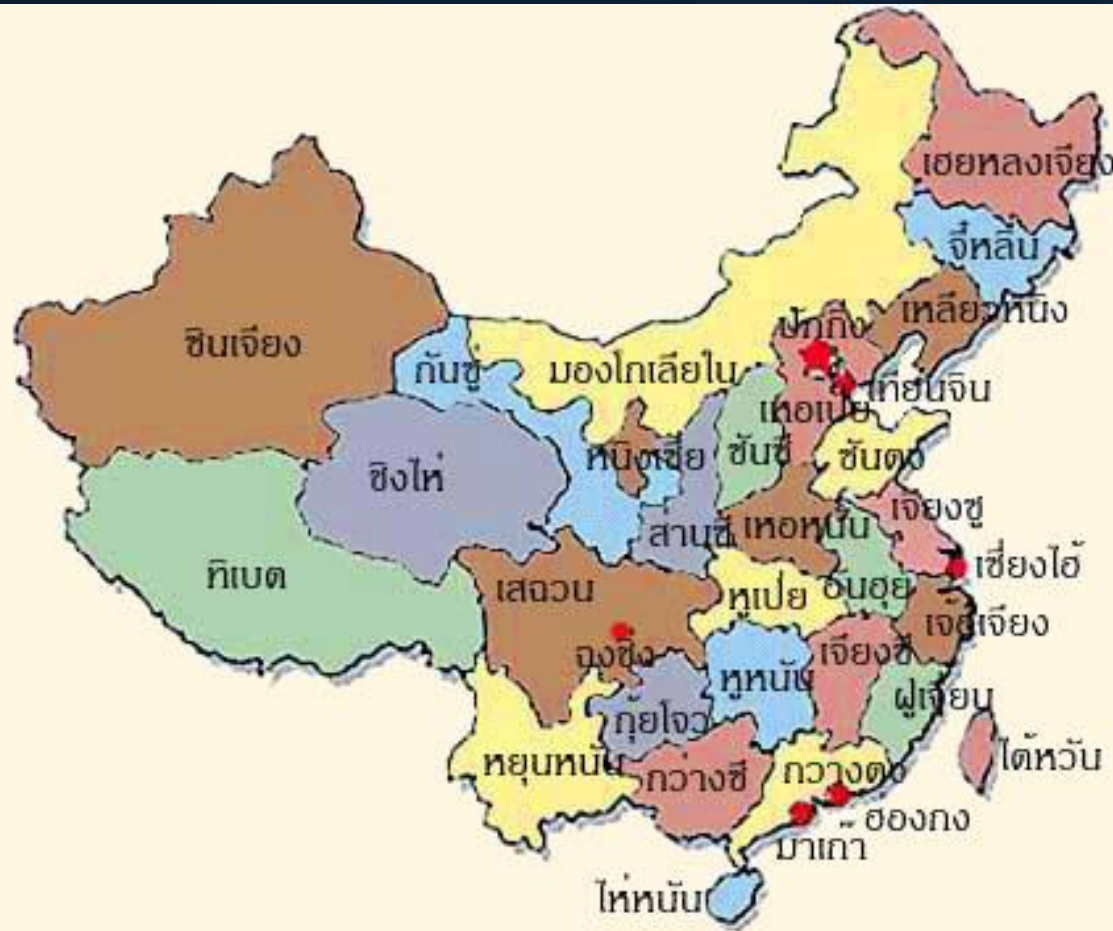 เฮยหลงเจียง
จี๋หลิน
เหลียวหนิง
ปักกิ่ง
ซินเจียง
กันซู่
มองโกเลียใน
เทียนจิน
เหอเป่ย
หนิงเซี่ย
ซันซี
ซันตง
ชิงไห่
เจียงซู
ส่านซี
เหอหนัน
เซี่ยงไฮ้
ทิเบต
เสฉวน
หูเป่ย
อันฮุย
เจ้อเจียง
ฉงชิ่ง
หูหนัน
เจียงซี
ฝูเจี้ยน
กุ้ยโจว
หยุนหนัน
กว่างซี
กว่างตง
ไต้หวัน
ฮ่องกง
มาเก๊า
ไห่หนัน